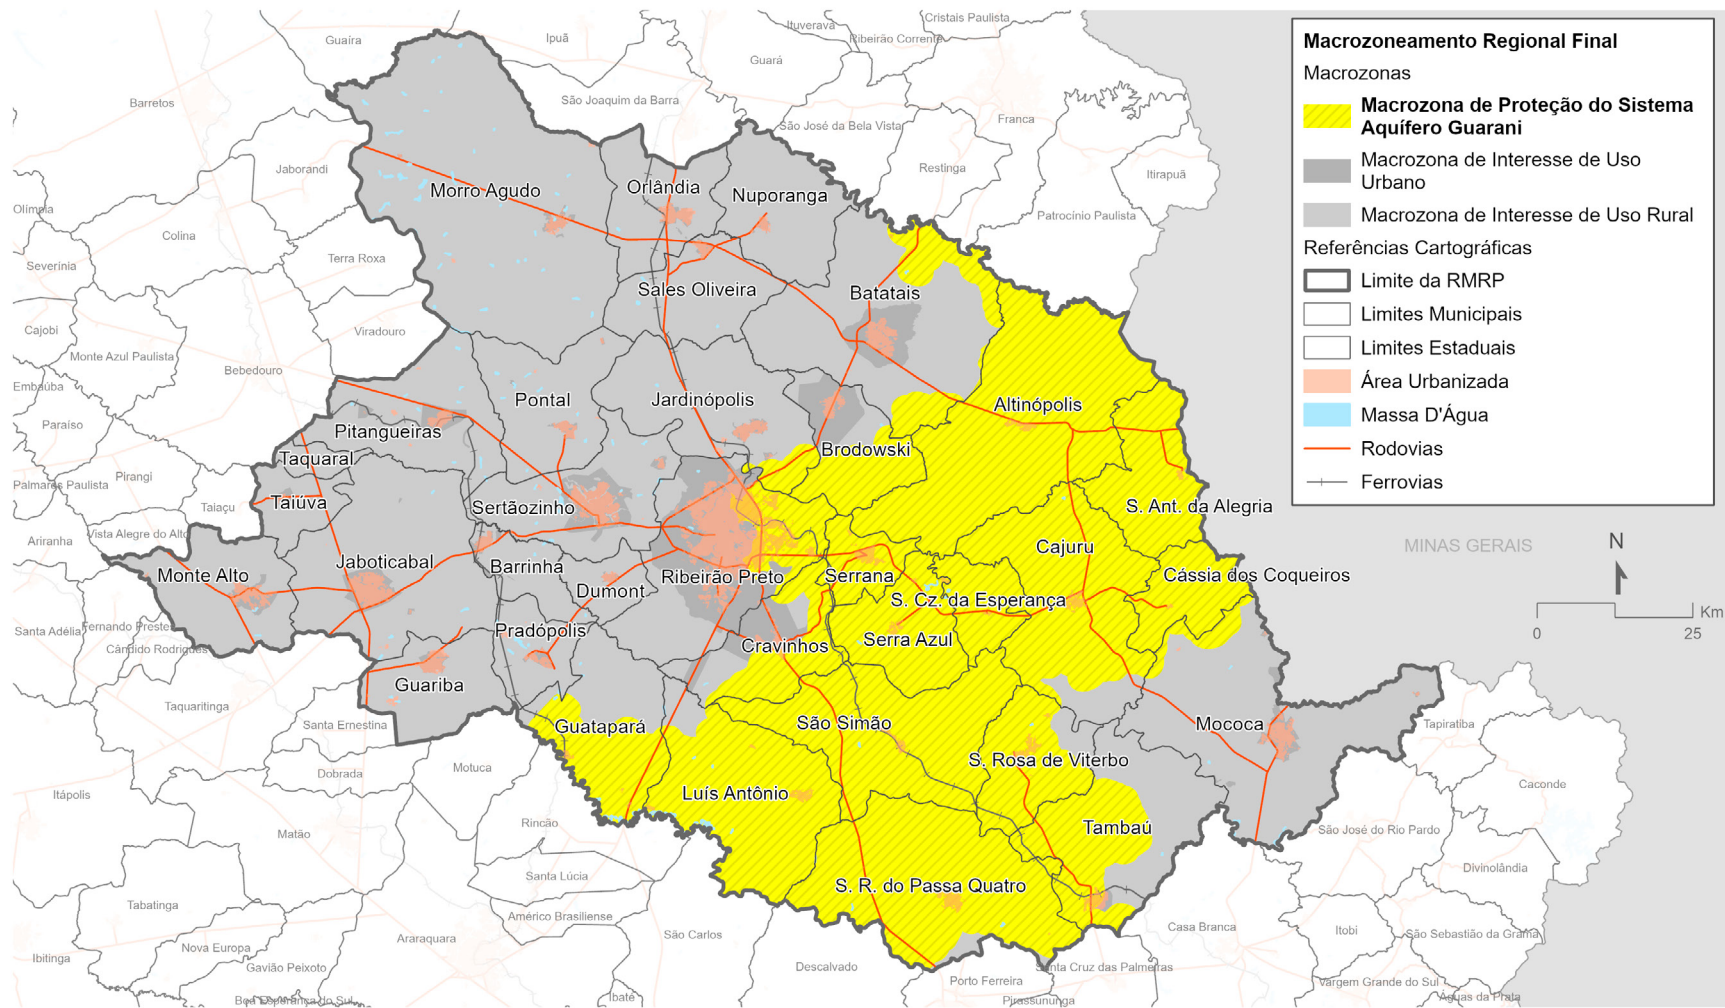 Macrozoneamento Regional Final
Macrozonas
Macrozona de Proteção do Sistema
Aquífero Guarani
Macrozona de Interesse de Uso
Urbano
Macrozona de Interesse de Uso Rural
Referências Cartográficas
Limite da RMRP
Limites Municipais
Limites Estaduais
Área Urbanizada
Massa D'Água
Rodovias
Ferrovias
MINAS GERAIS
N
Km
0
25
Cristais Paulista
Ituverava
Ribeirão Corrente
Ipuã
Guaíra
Guará
Barretos
São Joaquim da Barra
São José da Bela Vista
Franca
Jaborandi
Restinga
Itirapuã
Morro Agudo
Orlândia
Nuporanga
Olímpia
Patrocínio Paulista
Colina
Terra Roxa
Severinia
Sales Oliveira
Batatais
Cajobi
Viradouro
Monte Azul Paulista
Bebedouro
Embaúba
Pontal
Jardinópolis
Altinópolis
Paraíso
Pitangueiras
Brodowski
Taquaral
Pirangi
Palmares Paulista
Taiúva
Taiaçu
Sertãozinho
S. Ant. da Alegria
Vista Alegre do Alto
Ariranha
Cajuru
Jaboticabal
Barrinha
Monte Alto
Ribeirão Preto
Serrana
Cássia dos Coqueiros
Dumont
S. Cz. da Esperança
Santa Adélia
Fernando Prestes
Pradópolis
Serra Azul
Cravinhos
Cândido Rodrigues
Guariba
Taquaritinga
Santa Ernestina
Guatapará
São Simão
Mococa
Tapiratiba
S. Rosa de Viterbo
Dobrada
Motuca
Caconde
Itápolis
Luís Antônio
Rincão
Tambaú
São José do Rio Pardo
Matão
Divinolândia
Santa Lúcia
S. R. do Passa Quatro
Tabatinga
Américo Brasiliense
São Carlos
Casa Branca
Itobi
São Sebastião da Grama
Araraquara
Nova Europa
Ibitinga
Gavião Peixoto
Descalvado
Santa Cruz das Palmeiras
Porto Ferreira
Vargem Grande do Sul
Boa Esperança do Sul
Ibaté
Pirassununga
Águas da Prata